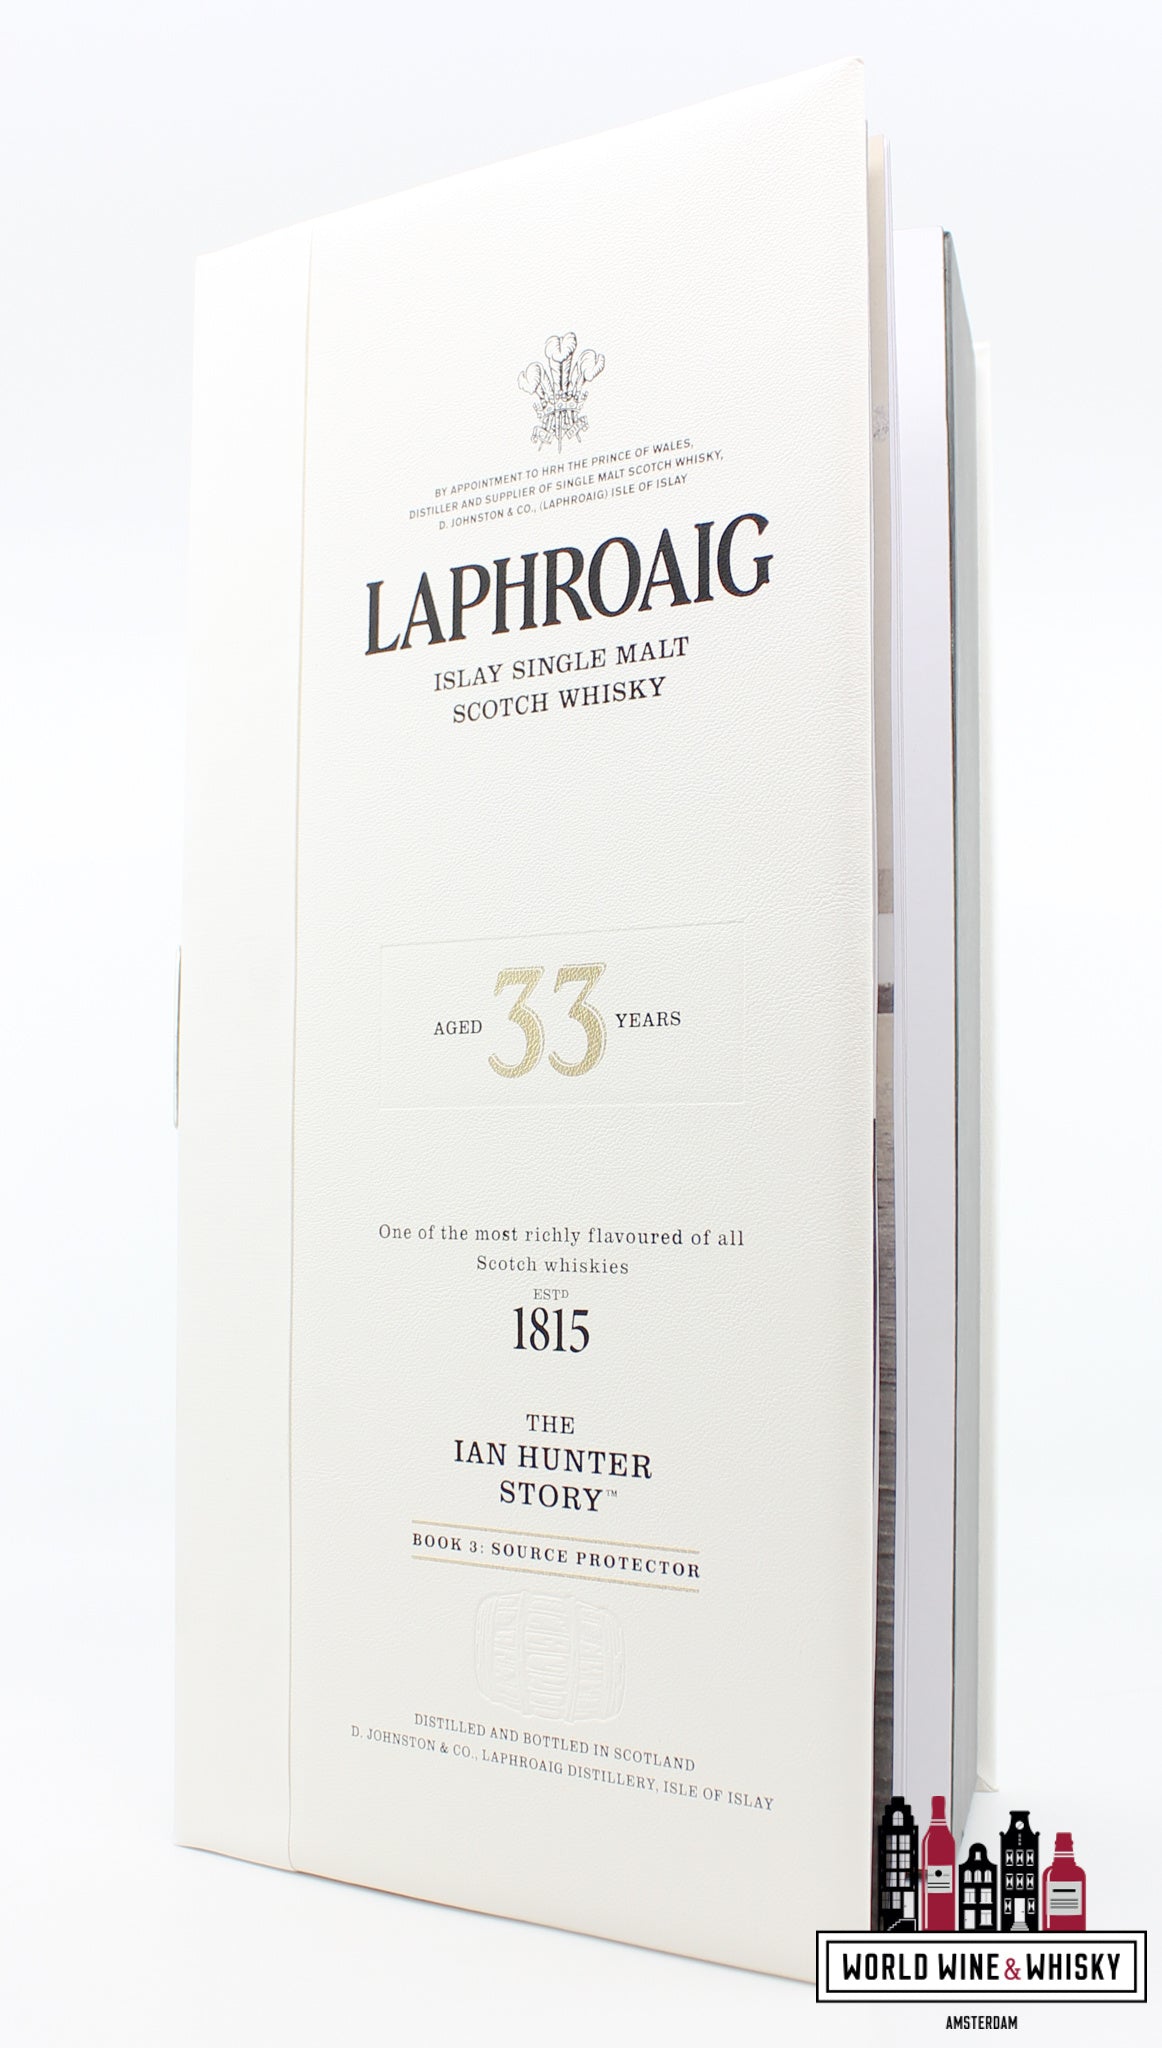 BY APPOINTMENT TO HRH THE PRINCE OF WALES,
DISTILLER AND SUPPLIER OF SINGLE MALT SCOTCH WHISKY,
D. JOHNSTON & CO., (LAPHROAIG) ISLE OF ISLAY
LAPHROAIG
ISLAY SINGLE MALT
SCOTCH WHISKY
AGED 33 YEARS
One of the most richly flavoured of all
Scotch whiskies
ESTD
1815
THE
IAN HUNTER
STORY™
BOOK 3: SOURCE PROTECTOR
DISTILLED AND BOTTLED IN SCOTLAND
D. JOHNSTON & CO., LAPHROAIG DISTILLERY, ISLE OF ISLAY
WORLD WINE & WHISKY
AMSTERDAM